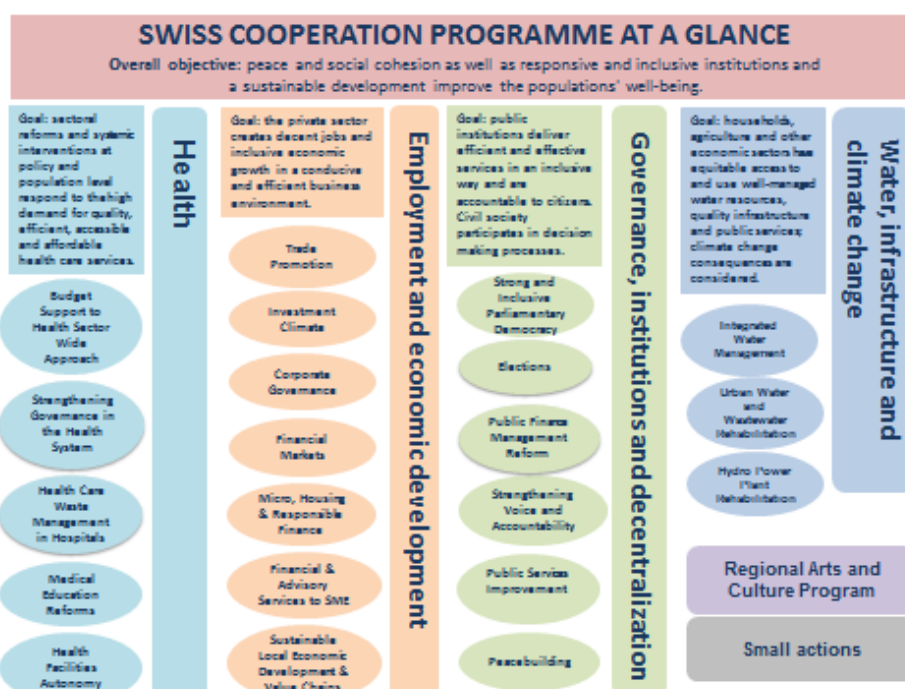 SWISS COOPERATION PROGRAMME AT A GLANCE
Overall objective: peace and social cohesion as well as responsive and inclusive institutions and
a sustainable development improve the populations' well-being.
Goal: sectoral
reforms and systemic
interventions at
policy and
population level
respond to the high
demand for quality,
efficient, accessible
and affordable
health care services.
Health
Budget
Support to
Health Sector
Wide
Approach
Strengthening
Governance in
the Health
System
Health Care
Waste
Management
in Hospitals
Medical
Education
Reforms
Health
Facilities
Autonomy
Goal: the private sector
creates decent jobs and
inclusive economic
growth in a conducive
and efficient business
environment.
Employment and economic development
Trade
Promotion
Investment
Climate
Corporate
Governance
Financial
Markets
Micro, Housing
& Responsible
Finance
Financial &
Advisory
Services to SME
Sustainable
Local Economic
Development &
Value Chains
Goal: public
institutions deliver
efficient and effective
services in an inclusive
way and are
accountable to citizens.
Civil society
participates in decision
making processes.
Governance, institutions and decentralization
Strong and
Inclusive
Parliamentary
Democracy
Elections
Public Finance
Management
Reform
Strengthening
Voice and
Accountability
Public Services
Improvement
Peacebuilding
Goal: households,
agriculture and other
economic sectors has
equitable access to
and use well-managed
water resources,
quality infrastructure
and public services;
climate change
consequences are
considered.
Water, infrastructure and
climate change
Integrated
Water
Management
Urban Water
and
Wastewater
Rehabilitation
Hydro Power
Plant
Rehabilitation
Regional Arts and
Culture Program
Small actions